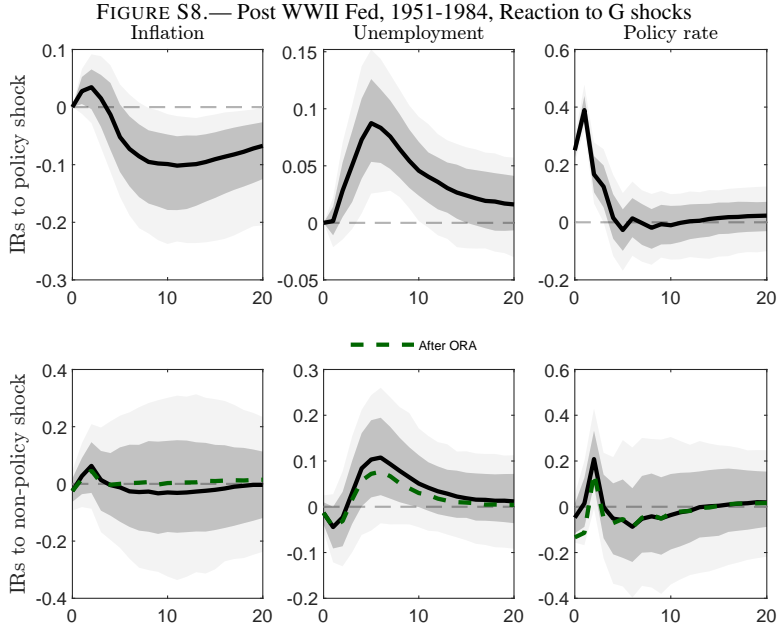 FIGURE S8.— Post WWII Fed, 1951-1984, Reaction to G shocks
Inflation Unemployment Policy rate
IRs to policy shock
0.1
0
-0.1
-0.2
-0.3
0 10 20
0.15
0.1
0.05
0
-0.05
0 10 20
0.6
0.4
0.2
0
-0.2
0 10 20
After ORA
IRs to non-policy shock
0.4
0.2
0
-0.2
-0.4
0 10 20
0.3
0.2
0.1
0
-0.1
-0.2
0 10 20
0.6
0.4
0.2
0
-0.2
-0.4
0 10 20